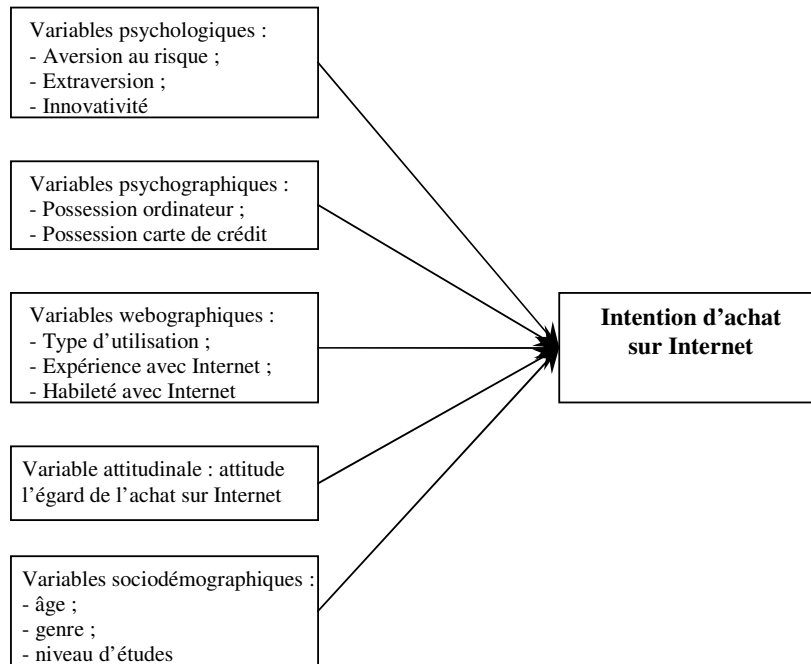 Variables psychologiques :
- Aversion au risque ;
- Extraversion ;
- Innovativité
Variables psychographiques :
- Possession ordinateur ;
- Possession carte de crédit
Variables webographiques :
- Type d’utilisation ;
- Expérience avec Internet ;
- Habileté avec Internet
Variable attitudinale : attitude
l’égard de l’achat sur Internet
Variables sociodémographiques :
- âge ;
- genre ;
- niveau d’études
Intention d’achat
sur Internet